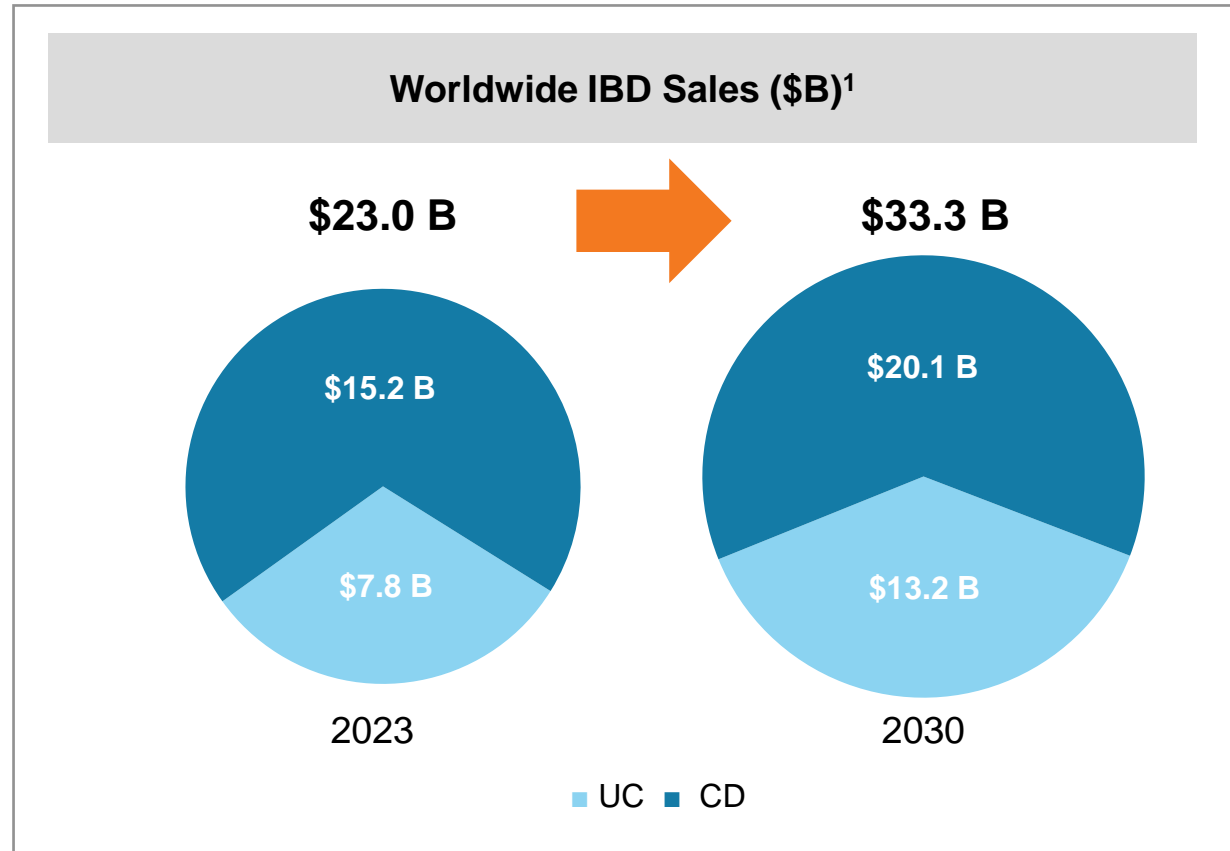 Worldwide IBD Sales ($B)¹
$23.0 B
$33.3 B
$15.2 B
$7.8 B
$20.1 B
$13.2 B
2023
2030
UC CD